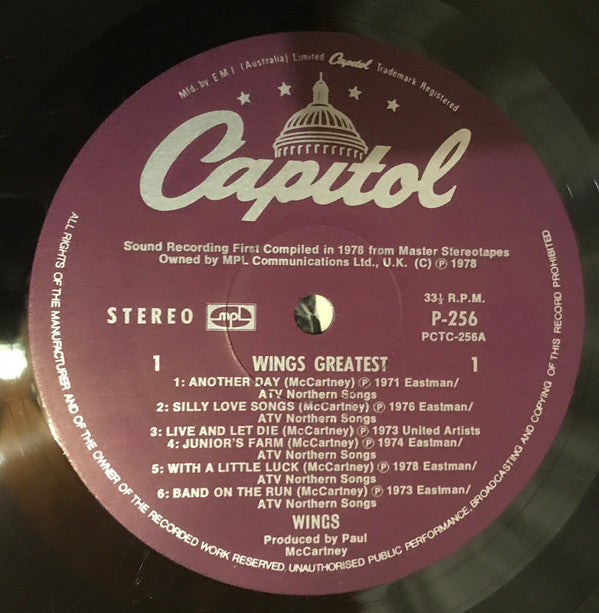 Mfd. by E M I (Australia) Limited Capitol Trademark Registered
Capitol
Sound Recording First Compiled in 1978 from Master Stereotapes
Owned by MPL Communications Ltd., U.K. (C) Ⓟ 1978
33⅓ R.P.M.
STEREO mpl P-256
PCTC-256A
1 WINGS GREATEST 1
1: ANOTHER DAY (McCartney) Ⓟ 1971 Eastman/
ATV Northern Songs
2: SILLY LOVE SONGS (McCartney) Ⓟ 1976 Eastman/
ATV Northern Songs
3: LIVE AND LET DIE (McCartney) Ⓟ 1973 United Artists
4: JUNIOR'S FARM (McCartney) Ⓟ 1974 Eastman/
ATV Northern Songs
5: WITH A LITTLE LUCK (McCartney) Ⓟ 1978 Eastman/
ATV Northern Songs
6: BAND ON THE RUN (McCartney) Ⓟ 1973 Eastman/
ATV Northern Songs
WINGS
Produced by Paul
McCartney
ALL RIGHTS OF THE MANUFACTURER AND OF THE OWNER OF THE RECORDED WORK RESERVED. UNAUTHORISED PUBLIC PERFORMANCE, BROADCASTING AND COPYING OF THIS RECORD PROHIBITED